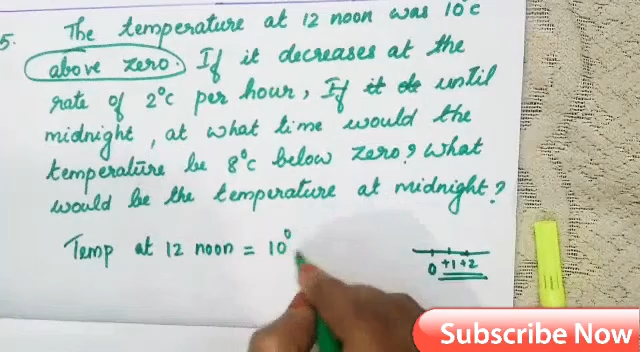 5. The temperature at 12 noon was 10°C
above zero. If it decreases at the
rate of 2°C per hour, If it de until
midnight, at what time would the
temperature be 8°C below zero? What
would be the temperature at midnight?
Temp at 12 noon = 10°
0 +1 +2
Subscribe Now